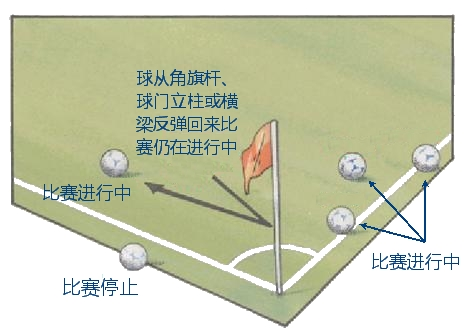 球从角旗杆、
球门立柱或横
梁反弹回来比
赛仍在进行中
比赛进行中
比赛停止
比赛进行中